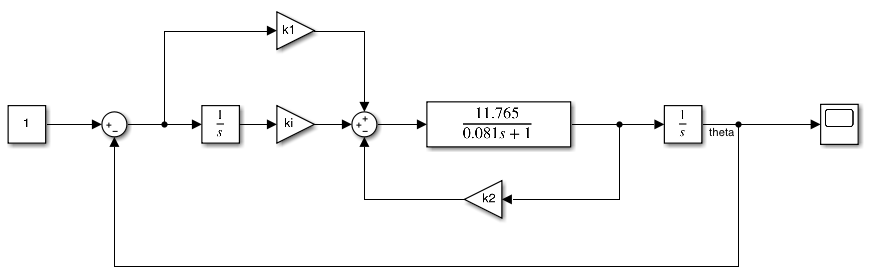 k1
1
+
−
1
s
ki
+
+
−
11.765
0.081s + 1
1
s
theta
k2